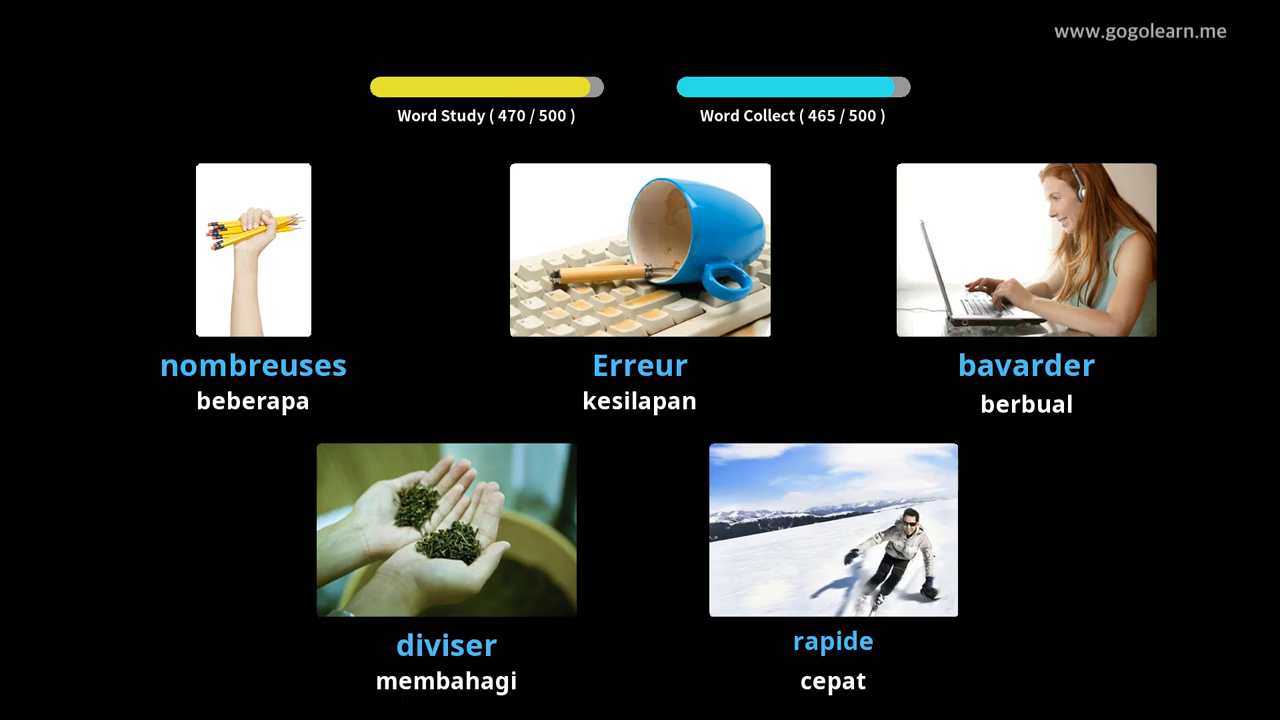 www.gogolearn.me
Word Study ( 470 / 500 )
Word Collect ( 465 / 500 )
nombreuses
beberapa
Erreur
kesilapan
bavarder
berbual
diviser
membahagi
rapide
cepat